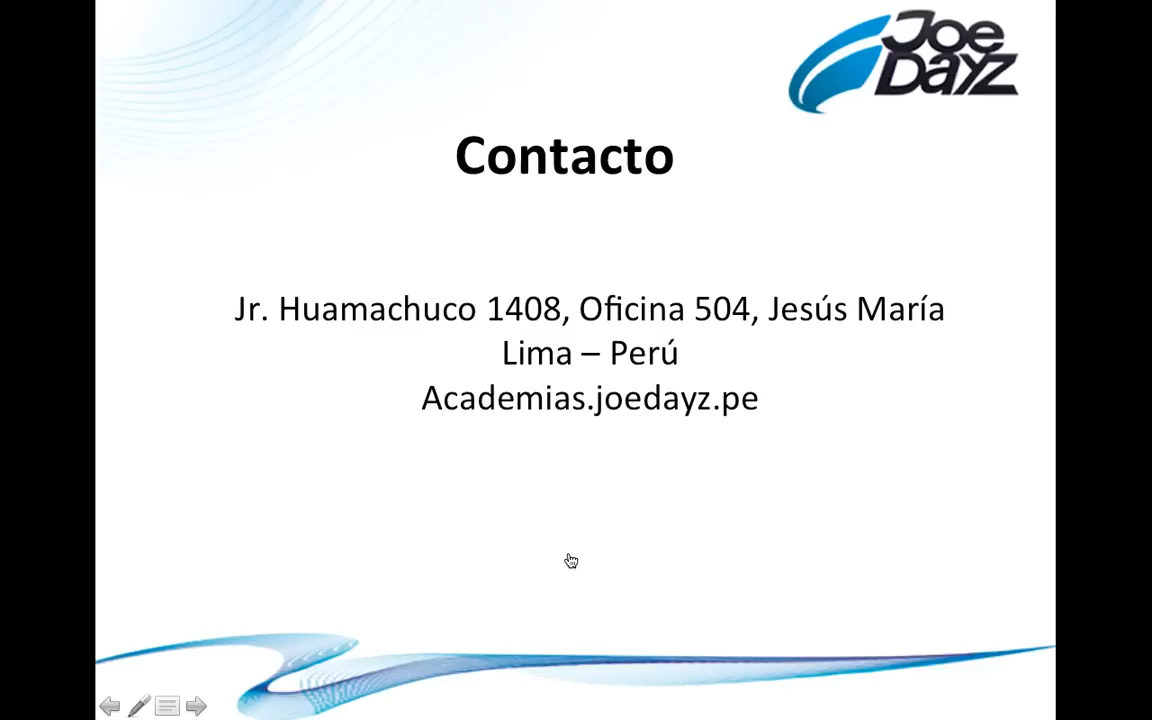 Joe
Dayz
Contacto
Jr. Huamachuco 1408, Oficina 504, Jesús María
Lima – Perú
Academias.joedayz.pe